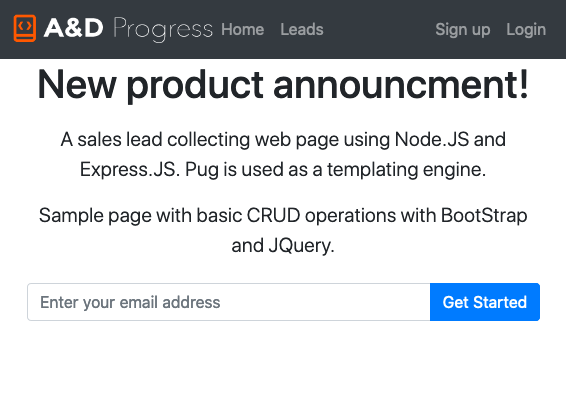 A&D Progress Home Leads Sign up Login
New product announcment!
A sales lead collecting web page using Node.JS and
Express.JS. Pug is used as a templating engine.
Sample page with basic CRUD operations with BootStrap
and JQuery.
Enter your email address Get Started